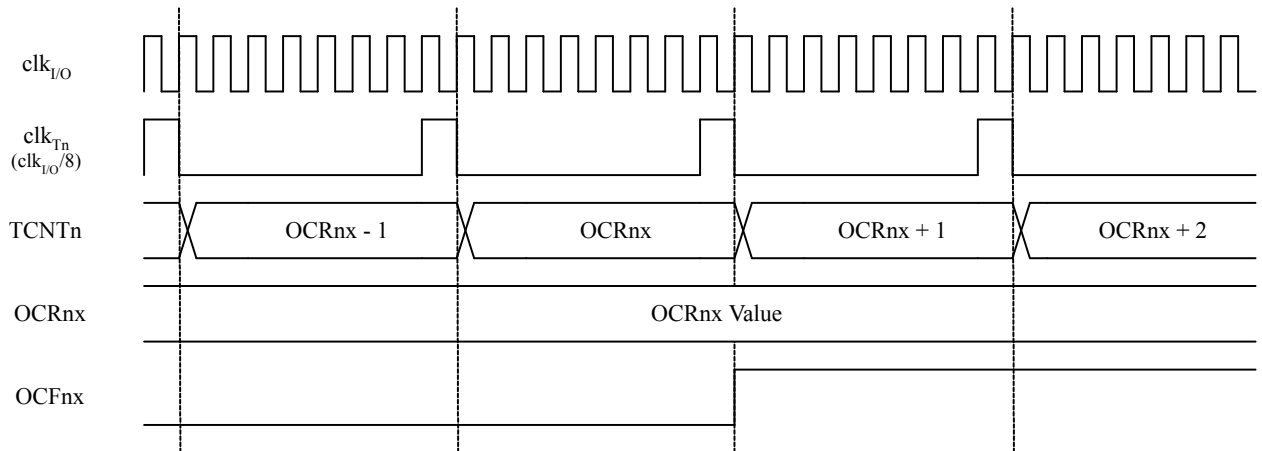 clkI/O
clkTn
(clkI/O/8)
TCNTn
OCRnx - 1
OCRnx
OCRnx + 1
OCRnx + 2
OCRnx
OCRnx Value
OCFnx